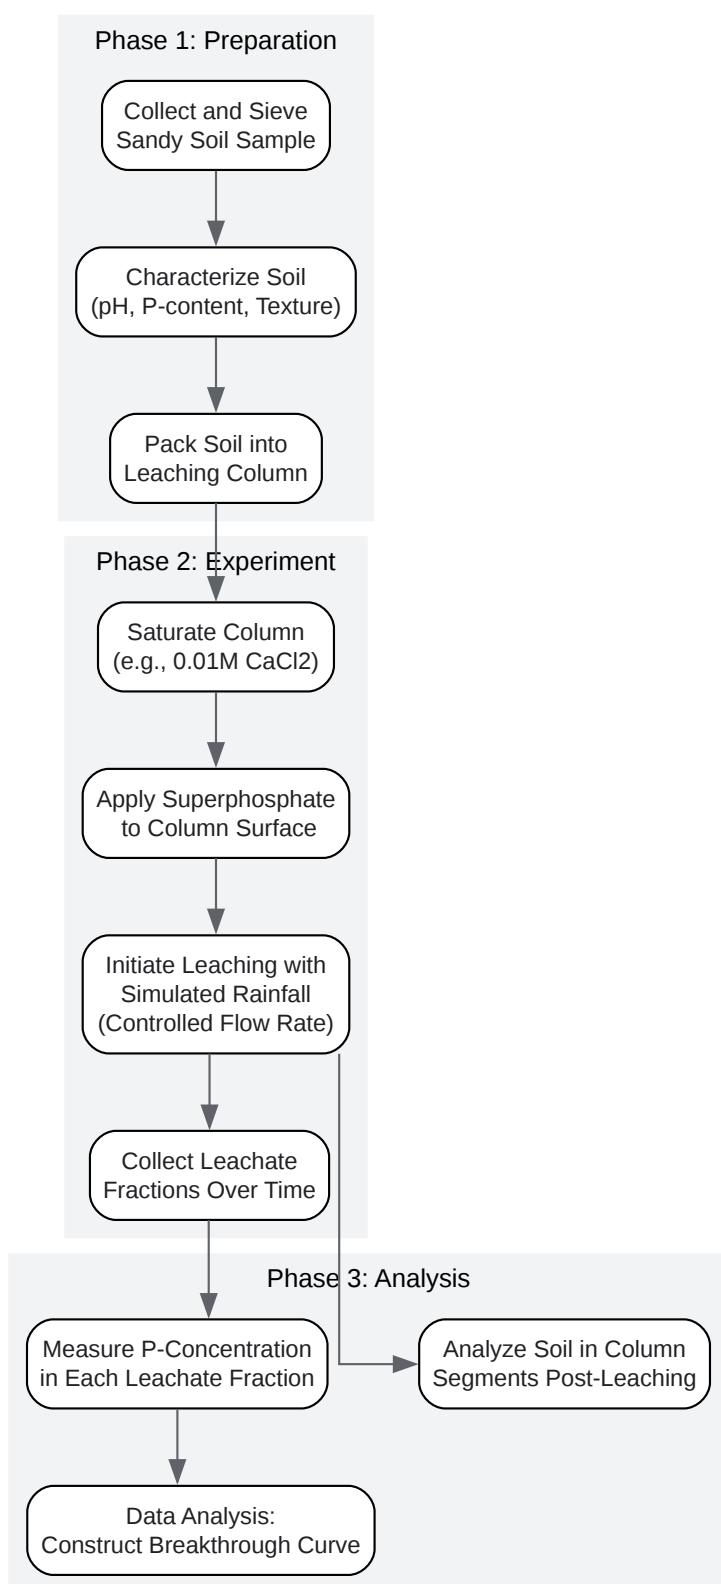 Phase 1: Preparation
Collect and Sieve
Sandy Soil Sample
Characterize Soil
(pH, P-content, Texture)
Pack Soil into
Leaching Column
Phase 2: Experiment
Saturate Column
(e.g., 0.01M CaCl2)
Apply Superphosphate
to Column Surface
Initiate Leaching with
Simulated Rainfall
(Controlled Flow Rate)
Collect Leachate
Fractions Over Time
Phase 3: Analysis
Measure P-Concentration
in Each Leachate Fraction
Analyze Soil in Column
Segments Post-Leaching
Data Analysis:
Construct Breakthrough Curve